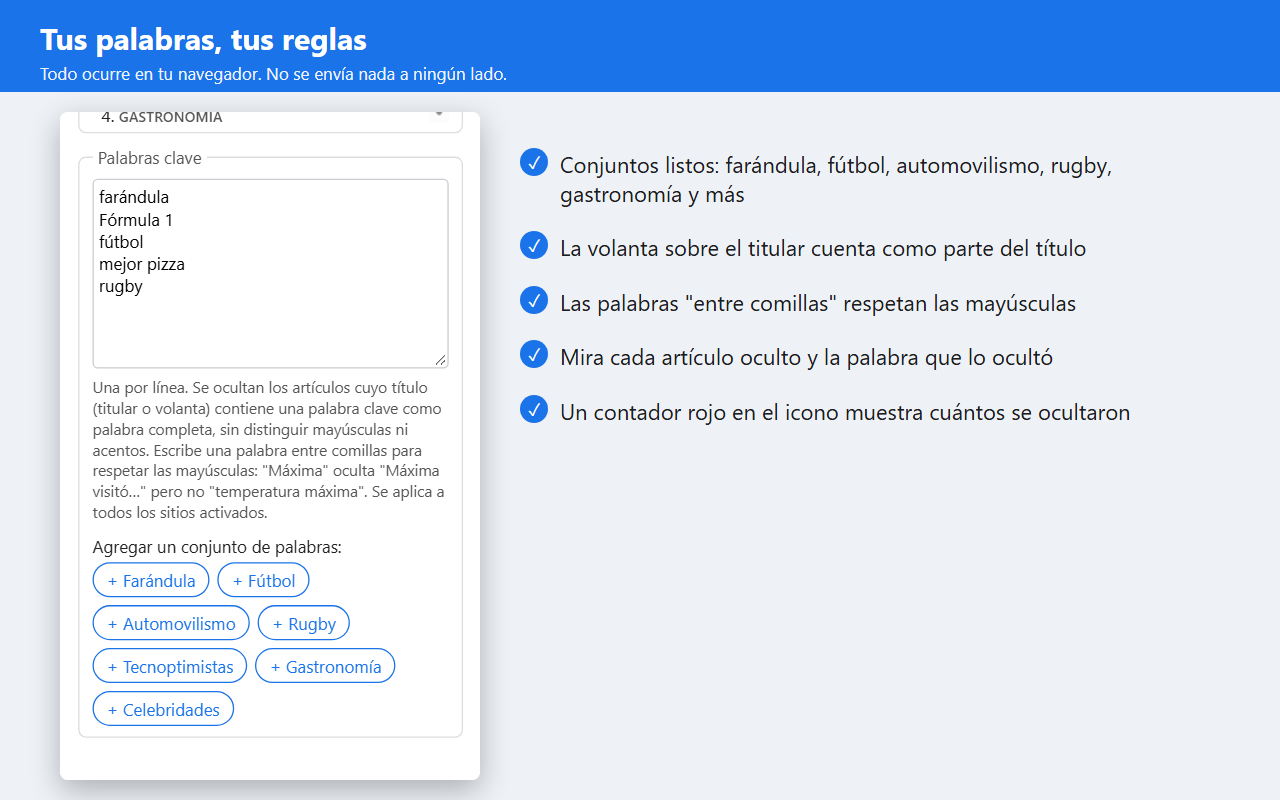 Tus palabras, tus reglas
Todo ocurre en tu navegador. No se envía nada a ningún lado.
4. GASTRONOMÍA
Palabras clave
farándula
Fórmula 1
fútbol
mejor pizza
rugby
Una por línea. Se ocultan los artículos cuyo título
(titular o volanta) contiene una palabra clave como
palabra completa, sin distinguir mayúsculas ni
acentos. Escribe una palabra entre comillas para
respetar las mayúsculas: "Máxima" oculta "Máxima
visitó..." pero no "temperatura máxima". Se aplica a
todos los sitios activados.
Agregar un conjunto de palabras:
+ Farándula
+ Fútbol
+ Automovilismo
+ Rugby
+ Tecnoptimistas
+ Gastronomía
+ Celebridades
Conjuntos listos: farándula, fútbol, automovilismo, rugby,
gastronomía y más
La volanta sobre el titular cuenta como parte del título
Las palabras "entre comillas" respetan las mayúsculas
Mira cada artículo oculto y la palabra que lo ocultó
Un contador rojo en el icono muestra cuántos se ocultaron